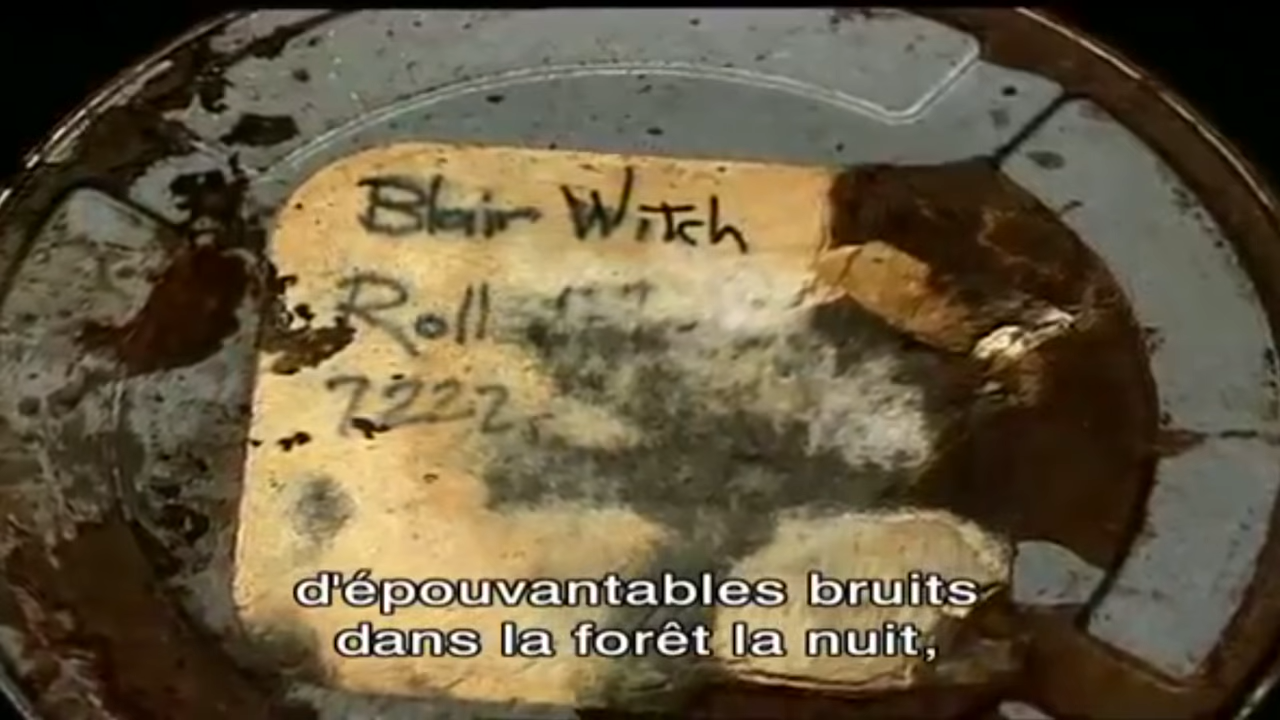 Blair Witch
Roll
7222
d'épouvantables bruits
dans la forêt la nuit,